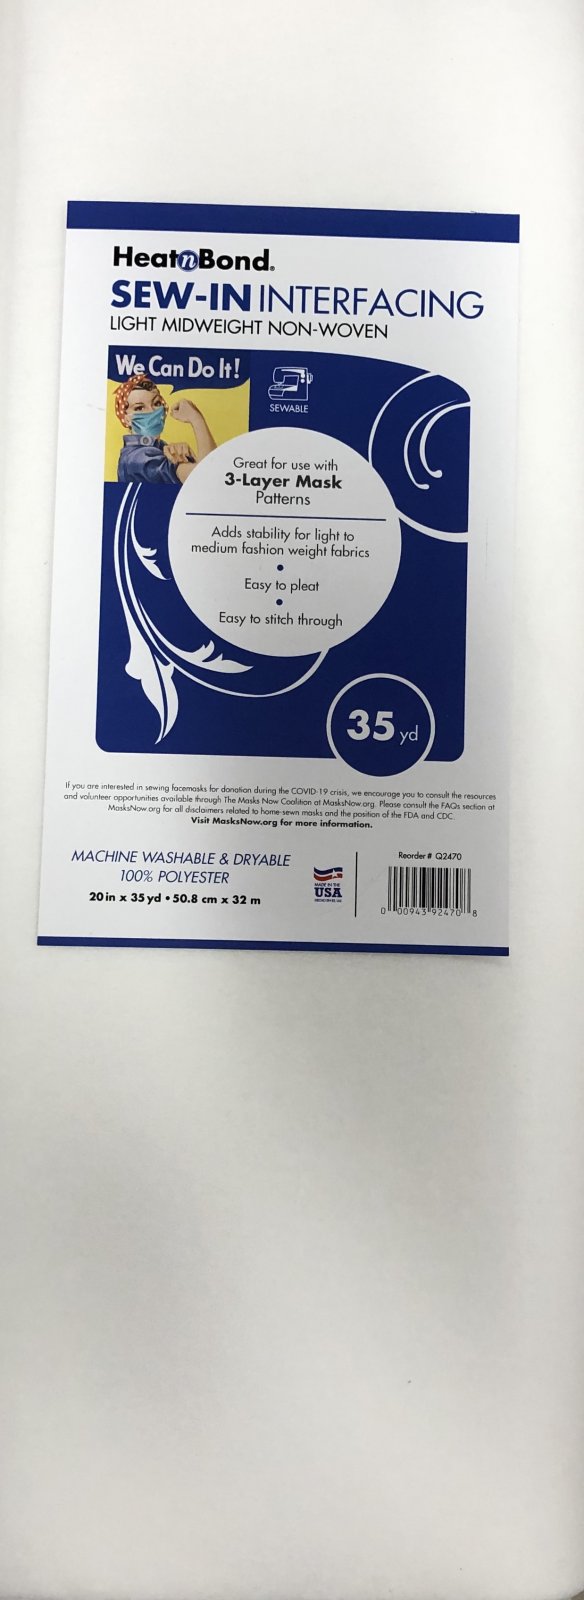 HeatnBond®
SEW-IN INTERFACING
LIGHT MIDWEIGHT NON-WOVEN
We Can Do It!
SEWABLE
Great for use with
3-Layer Mask
Patterns
Adds stability for light to
medium fashion weight fabrics
•
Easy to pleat
•
Easy to stitch through
35 yd
If you are interested in sewing facemasks for donation during the COVID-19 crisis, we encourage you to consult the resources
and volunteer opportunities available through The Masks Now Coalition at MasksNow.org. Please consult the FAQs section at
MasksNow.org for all disclaimers related to home-sewn masks and the position of the FDA and CDC.
Visit MasksNow.org for more information.
MACHINE WASHABLE & DRYABLE
100% POLYESTER
20 in x 35 yd • 50.8 cm x 32 m
MADE IN THE
USA
Reorder # Q2470
0 00943 92470 8